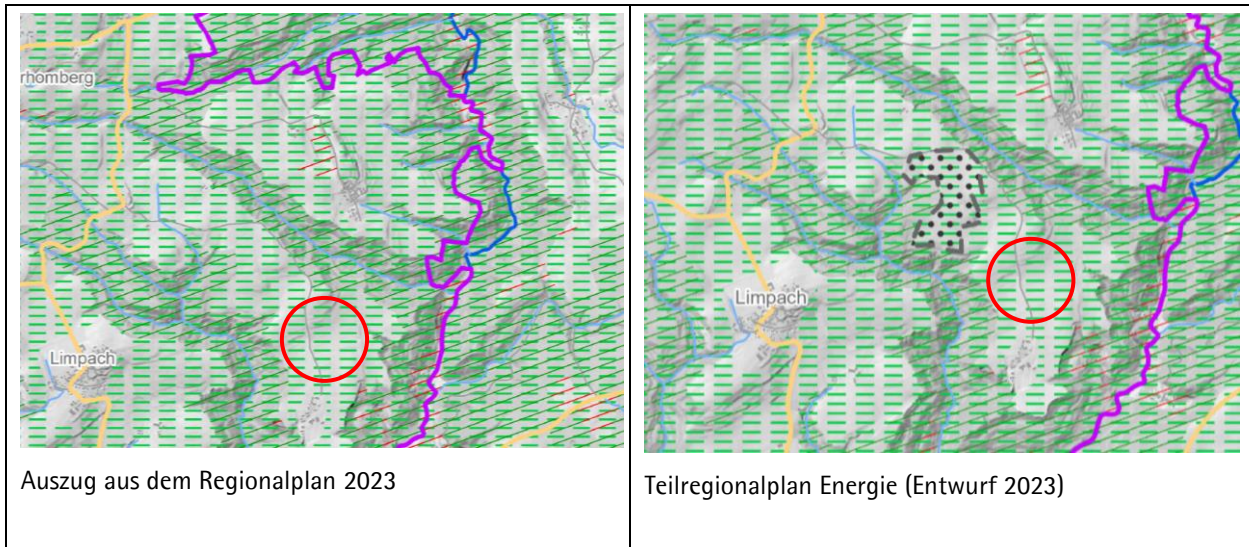 rhomberg
Limpach
Auszug aus dem Regionalplan 2023
Limpach
Teilregionalplan Energie (Entwurf 2023)